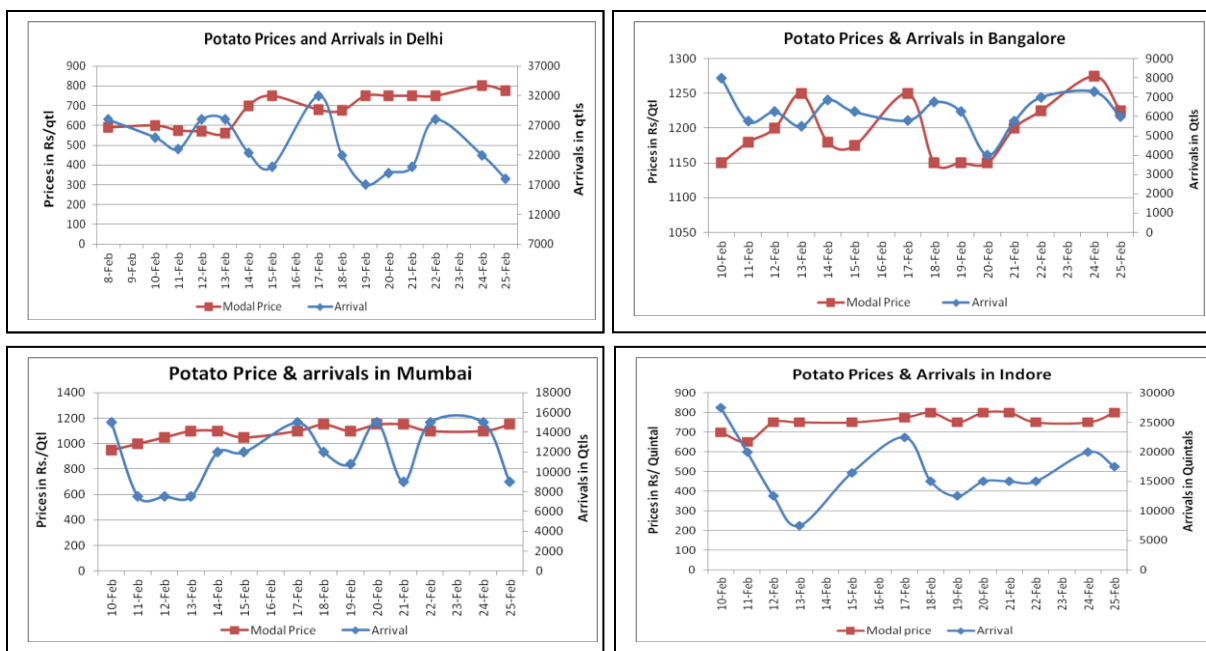 Potato Prices and Arrivals in Delhi
Prices in Rs/qtl
900
800
700
600
500
400
300
200
100
0
37000
32000
27000
22000
17000
12000
7000
Arrivals in qtls
8-Feb
9-Feb
10-Feb
11-Feb
12-Feb
13-Feb
14-Feb
15-Feb
16-Feb
17-Feb
18-Feb
19-Feb
20-Feb
21-Feb
22-Feb
23-Feb
24-Feb
25-Feb
Modal Price
Arrival
Potato Prices & Arrivals in Bangalore
Prices in Rs/Qtl
1300
1250
1200
1150
1100
1050
9000
8000
7000
6000
5000
4000
3000
2000
1000
0
Arrivals in Qtls
10-Feb
11-Feb
12-Feb
13-Feb
14-Feb
15-Feb
16-Feb
17-Feb
18-Feb
19-Feb
20-Feb
21-Feb
22-Feb
23-Feb
24-Feb
25-Feb
Modal Price
Arrival
Potato Price & arrivals in Mumbai
Prices in Rs./Qtl
1400
1200
1000
800
600
400
200
0
18000
16000
14000
12000
10000
8000
6000
4000
2000
0
Arrivals in Qtls
10-Feb
11-Feb
12-Feb
13-Feb
14-Feb
15-Feb
16-Feb
17-Feb
18-Feb
19-Feb
20-Feb
21-Feb
22-Feb
23-Feb
24-Feb
25-Feb
Modal Price
Arrival
Potato Prices & Arrivals in Indore
Prices in Rs/ Quintal
900
800
700
600
500
400
300
200
100
0
30000
25000
20000
15000
10000
5000
0
Arrivals in Quintals
10-Feb
11-Feb
12-Feb
13-Feb
14-Feb
15-Feb
16-Feb
17-Feb
18-Feb
19-Feb
20-Feb
21-Feb
22-Feb
23-Feb
24-Feb
25-Feb
Modal price
Arrival